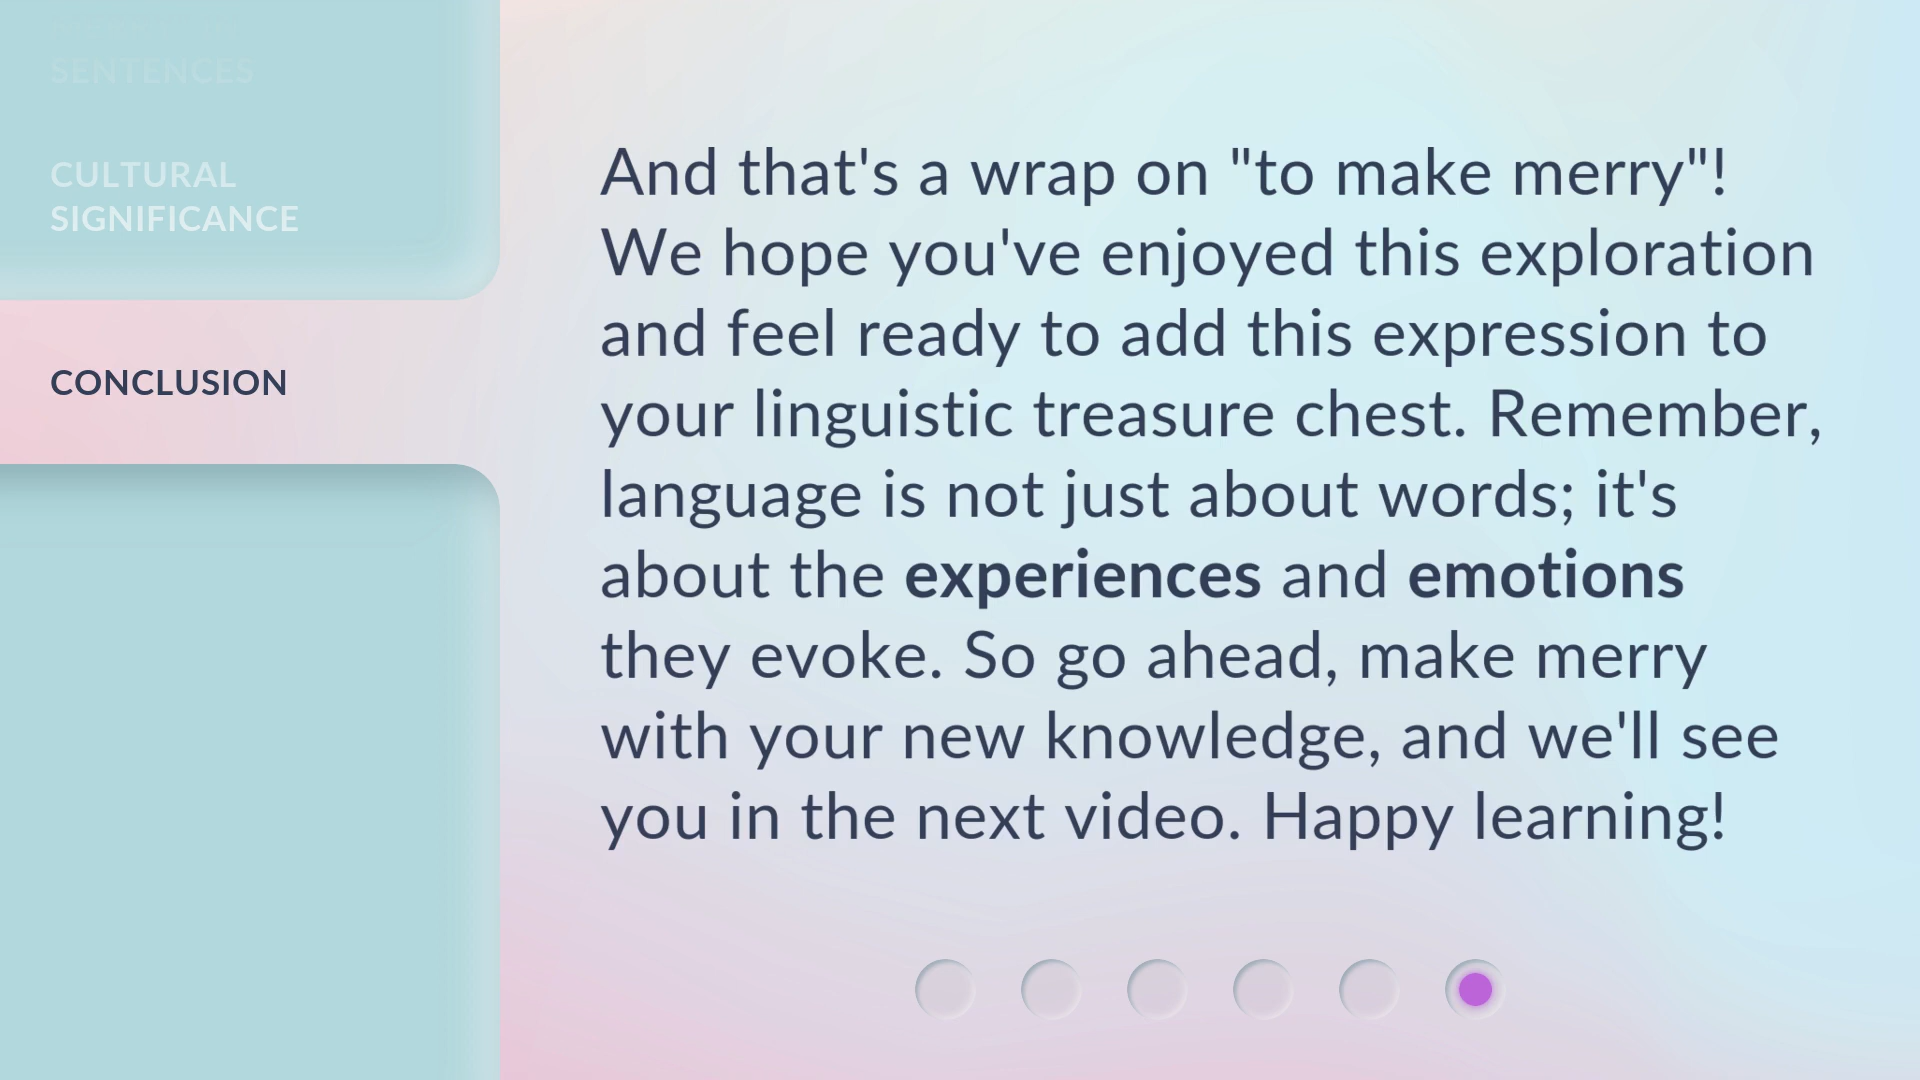 SENTENCES
CULTURAL
SIGNIFICANCE
CONCLUSION
And that's a wrap on "to make merry"!
We hope you've enjoyed this exploration
and feel ready to add this expression to
your linguistic treasure chest. Remember,
language is not just about words; it's
about the experiences and emotions
they evoke. So go ahead, make merry
with your new knowledge, and we'll see
you in the next video. Happy learning!